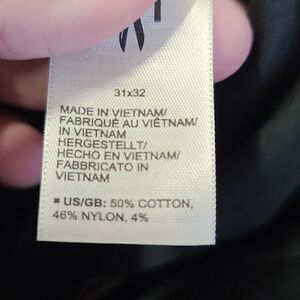 31x32
MADE IN VIETNAM/
FABRIQUÉ AU VIÊTNAM/
IN VIETNAM
HERGESTELLT/
HECHO EN VIETNAM/
FABBRICATO IN
VIETNAM
■ US/GB: 50% COTTON,
46% NYLON, 4%